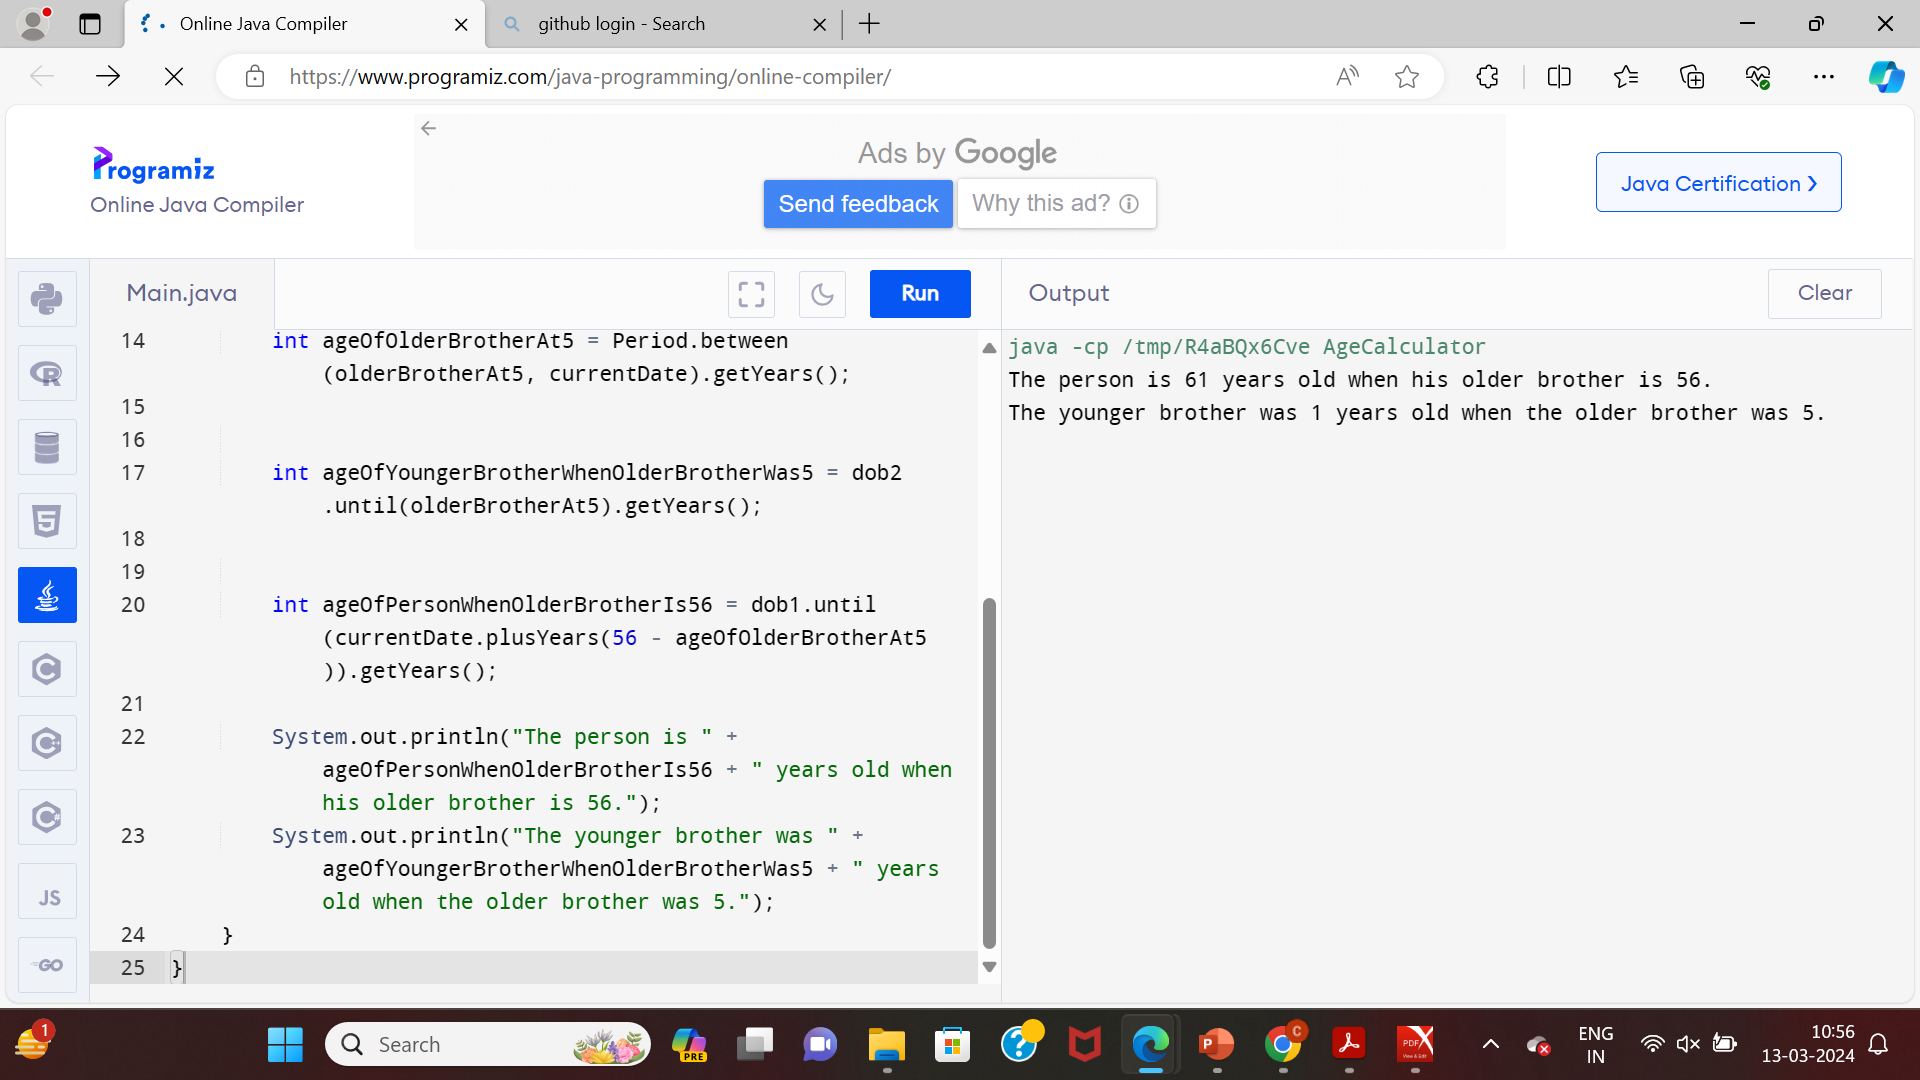 Online Java Compiler
github login - Search
https://www.programiz.com/java-programming/online-compiler/
Programiz
Online Java Compiler
Ads by Google
Send feedback
Why this ad?
Java Certification ❯
Main.java
Run
Output
Clear
14 int ageOfOlderBrotherAt5 = Period.between
(olderBrotherAt5, currentDate).getYears();
15
16
17 int ageOfYoungerBrotherWhenOlderBrotherWas5 = dob2
.until(olderBrotherAt5).getYears();
18
19
20 int ageOfPersonWhenOlderBrotherIs56 = dob1.until
(currentDate.plusYears(56 - ageOfOlderBrotherAt5
)).getYears();
21
22 System.out.println("The person is " +
ageOfPersonWhenOlderBrotherIs56 + " years old when
his older brother is 56.");
23 System.out.println("The younger brother was " +
ageOfYoungerBrotherWhenOlderBrotherWas5 + " years
old when the older brother was 5.");
24 }
25 }
java -cp /tmp/R4aBQx6Cve AgeCalculator
The person is 61 years old when his older brother is 56.
The younger brother was 1 years old when the older brother was 5.
R
5
C
C++
C#
JS
GO
1
Search
PRE
P
C
PDF
View & Edit
ENG
IN
10:56
13-03-2024